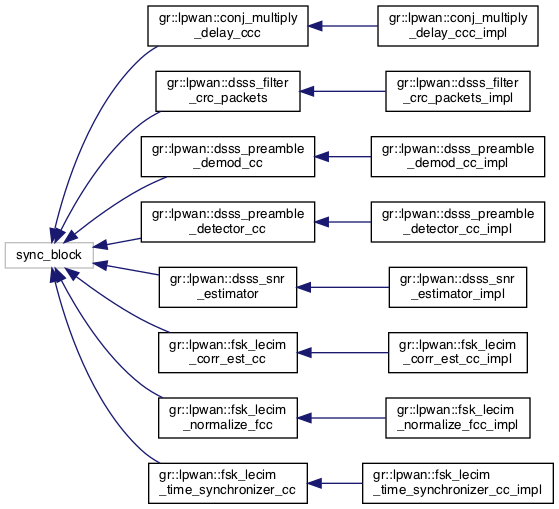 gr::lpwan::conj_multiply
_delay_ccc
gr::lpwan::conj_multiply
_delay_ccc_impl
gr::lpwan::dsss_filter
_crc_packets
gr::lpwan::dsss_filter
_crc_packets_impl
gr::lpwan::dsss_preamble
_demod_cc
gr::lpwan::dsss_preamble
_demod_cc_impl
gr::lpwan::dsss_preamble
_detector_cc
gr::lpwan::dsss_preamble
_detector_cc_impl
sync_block
gr::lpwan::dsss_snr
_estimator
gr::lpwan::dsss_snr
_estimator_impl
gr::lpwan::fsk_lecim
_corr_est_cc
gr::lpwan::fsk_lecim
_corr_est_cc_impl
gr::lpwan::fsk_lecim
_normalize_fcc
gr::lpwan::fsk_lecim
_normalize_fcc_impl
gr::lpwan::fsk_lecim
_time_synchronizer_cc
gr::lpwan::fsk_lecim
_time_synchronizer_cc_impl